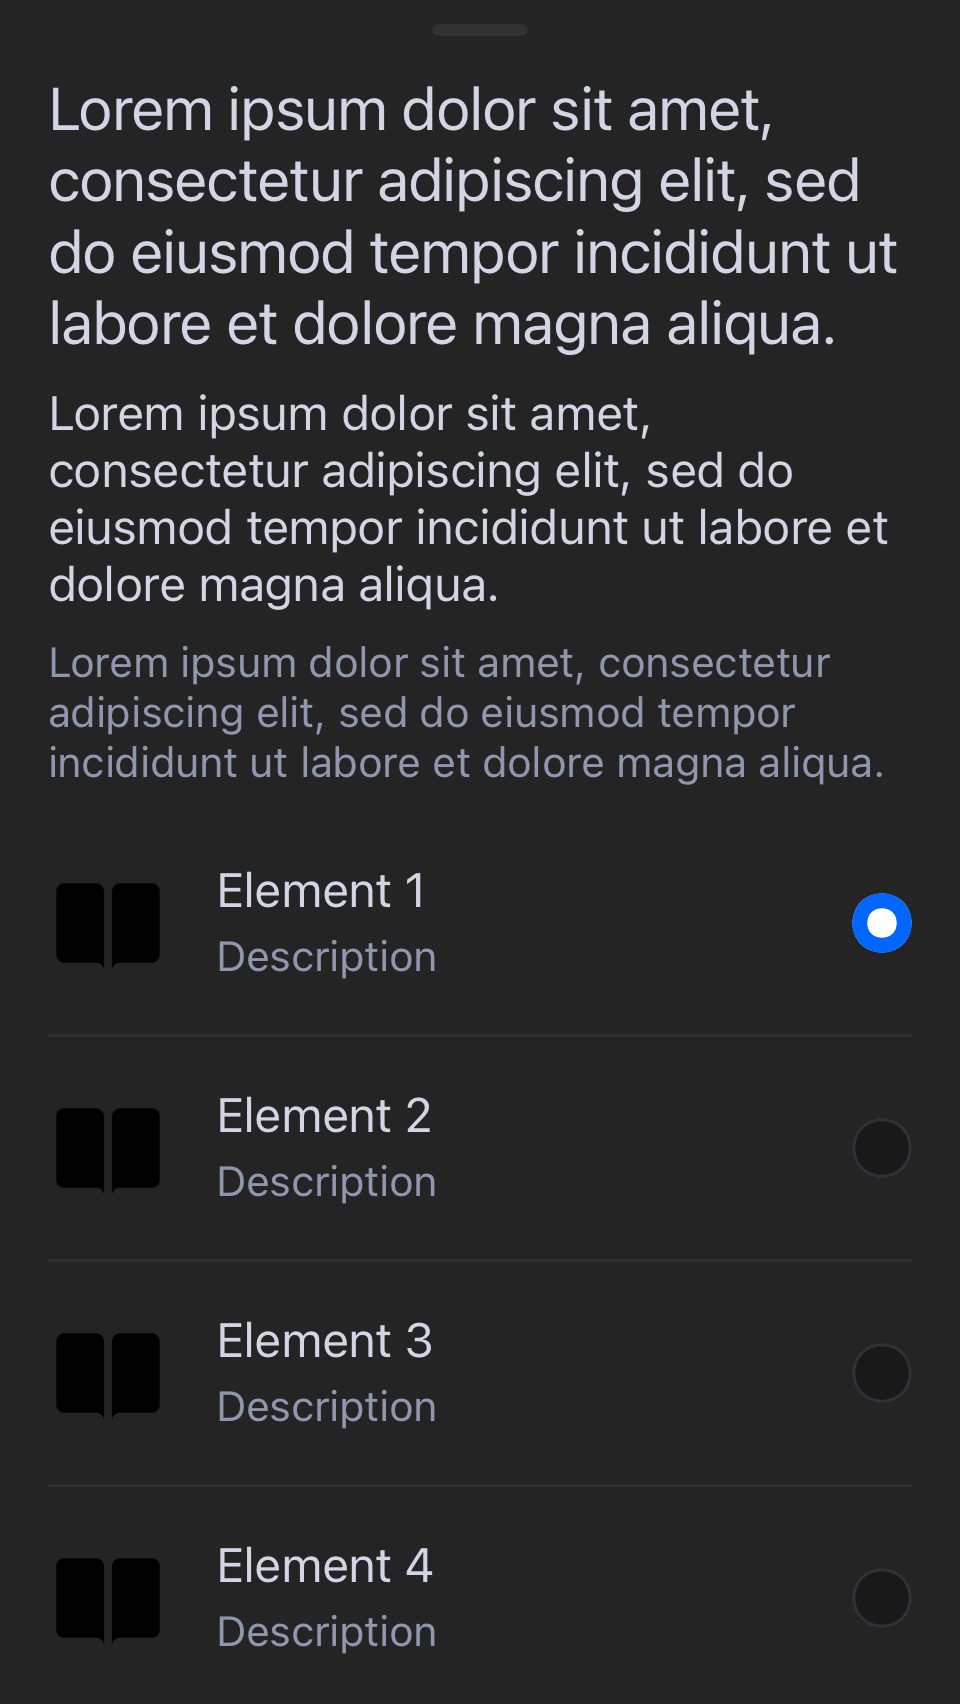 Lorem ipsum dolor sit amet,
consectetur adipiscing elit, sed
do eiusmod tempor incididunt ut
labore et dolore magna aliqua.
Lorem ipsum dolor sit amet,
consectetur adipiscing elit, sed do
eiusmod tempor incididunt ut labore et
dolore magna aliqua.
Lorem ipsum dolor sit amet, consectetur
adipiscing elit, sed do eiusmod tempor
incididunt ut labore et dolore magna aliqua.
Element 1
Description
Element 2
Description
Element 3
Description
Element 4
Description